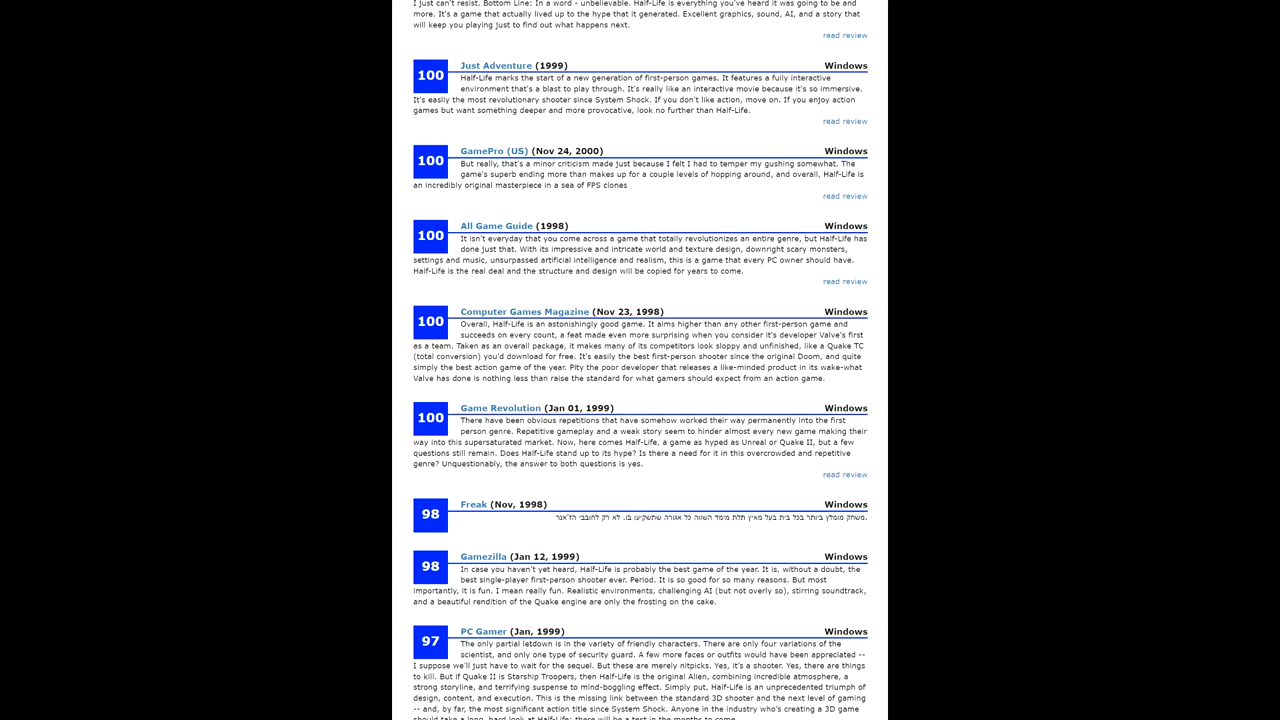 I just can't resist. Bottom Line: In a word - unbelievable. Half-Life is everything you've heard it was going to be and
more. It's a game that actually lived up to the hype that it generated. Excellent graphics, sound, AI, and a story that
will keep you playing just to find out what happens next.
read review
100
Just Adventure (1999) Windows
Half-Life marks the start of a new generation of first-person games. It features a fully interactive
environment that's a blast to play through. It's really like an interactive movie because it's so immersive.
It's easily the most revolutionary shooter since System Shock. If you don't like action, move on. If you enjoy action
games but want something deeper and more provocative, look no further than Half-Life.
read review
100
GamePro (US) (Nov 24, 2000) Windows
But really, that's a minor criticism made just because I felt I had to temper my gushing somewhat. The
game's superb ending more than makes up for a couple levels of hopping around, and overall, Half-Life is
an incredibly original masterpiece in a sea of FPS clones
read review
100
All Game Guide (1998) Windows
It isn't everyday that you come across a game that totally revolutionizes an entire genre, but Half-Life has
done just that. With its impressive and intricate world and texture design, downright scary monsters,
settings and music, unsurpassed artificial intelligence and realism, this is a game that every PC owner should have.
Half-Life is the real deal and the structure and design will be copied for years to come.
read review
100
Computer Games Magazine (Nov 23, 1998) Windows
Overall, Half-Life is an astonishingly good game. It aims higher than any other first-person game and
succeeds on every count, a feat made even more surprising when you consider it's developer Valve's first
as a team. Taken as an overall package, it makes many of its competitors look sloppy and unfinished, like a Quake TC
(total conversion) you'd download for free. It's easily the best first-person shooter since the original Doom, and quite
simply the best action game of the year. Pity the poor developer that releases a like-minded product in its wake-what
Valve has done is nothing less than raise the standard for what gamers should expect from an action game.
100
Game Revolution (Jan 01, 1999) Windows
There have been obvious repetitions that have somehow worked their way permanently into the first
person genre. Repetitive gameplay and a weak story seem to hinder almost every new game making their
way into this supersaturated market. Now, here comes Half-Life, a game as hyped as Unreal or Quake II, but a few
questions still remain. Does Half-Life stand up to its hype? Is there a need for it in this overcrowded and repetitive
genre? Unquestionably, the answer to both questions is yes.
read review
98
Freak (Nov, 1998) Windows
משחק מומלץ ביותר בכל בית בעל מאיץ תלת מימד השווה כל אגורה שתשקיעו בו. לא רק לחובבי הז'אנר.
98
Gamezilla (Jan 12, 1999) Windows
In case you haven't yet heard, Half-Life is probably the best game of the year. It is, without a doubt, the
best single-player first-person shooter ever. Period. It is so good for so many reasons. But most
importantly, it is fun. I mean really fun. Realistic environments, challenging AI (but not overly so), stirring soundtrack,
and a beautiful rendition of the Quake engine are only the frosting on the cake.
97
PC Gamer (Jan, 1999) Windows
The only partial letdown is in the variety of friendly characters. There are only four variations of the
scientist, and only one type of security guard. A few more faces or outfits would have been appreciated --
I suppose we'll just have to wait for the sequel. But these are merely nitpicks. Yes, it's a shooter. Yes, there are things
to kill. But if Quake II is Starship Troopers, then Half-Life is the original Alien, combining incredible atmosphere, a
strong storyline, and terrifying suspense to mind-boggling effect. Simply put, Half-Life is an unprecedented triumph of
design, content, and execution. This is the missing link between the standard 3D shooter and the next level of gaming
-- and, by far, the most significant action title since System Shock. Anyone in the industry who's creating a 3D game
should take a long, hard look at Half-Life: there will be a test in the months to come.